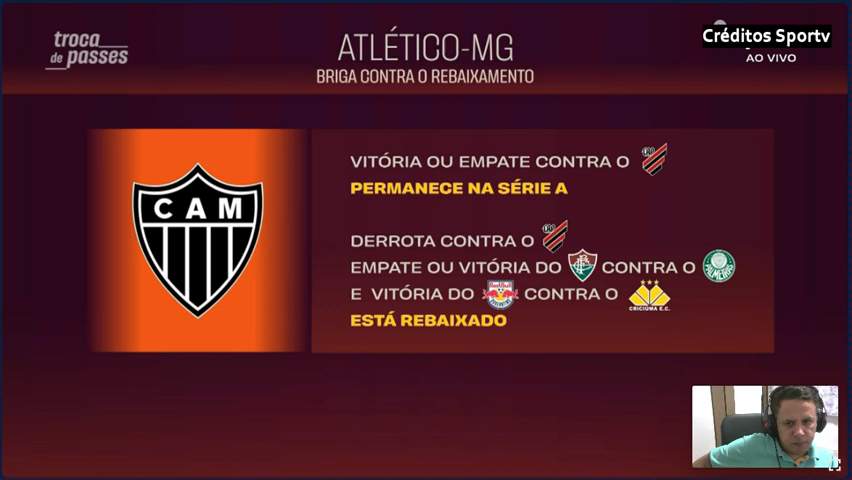 troca
de passes
ATLÉTICO-MG
BRIGA CONTRA O REBAIXAMENTO
Créditos Sportv
AO VIVO
CAM
VITÓRIA OU EMPATE CONTRA O
PERMANECE NA SÉRIE A
DERROTA CONTRA O
EMPATE OU VITÓRIA DO CONTRA O
E VITÓRIA DO CONTRA O
ESTÁ REBAIXADO
PALMEIRAS
CRICIÚMA E.C.